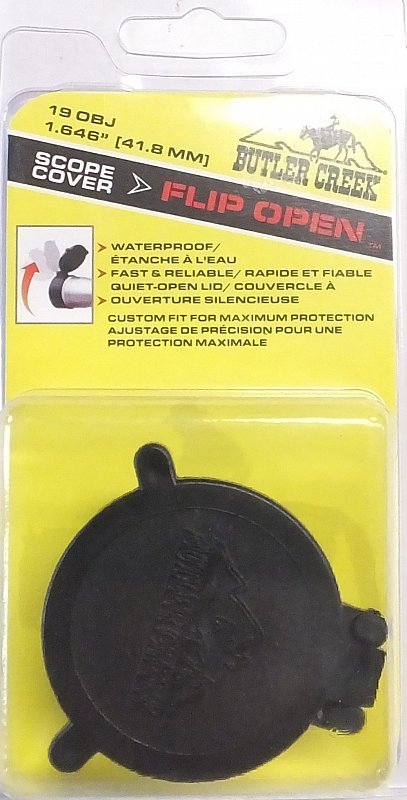 19 OBJ
1.646" [41.8 MM]
BUTLER CREEK
SCOPE
COVER
FLIP OPEN™
WATERPROOF/
ÉTANCHE À L'EAU
FAST & RELIABLE/ RAPIDE ET FIABLE
QUIET-OPEN LID/ COUVERCLE À
OUVERTURE SILENCIEUSE
CUSTOM FIT FOR MAXIMUM PROTECTION
AJUSTAGE DE PRÉCISION POUR UNE
PROTECTION MAXIMALE